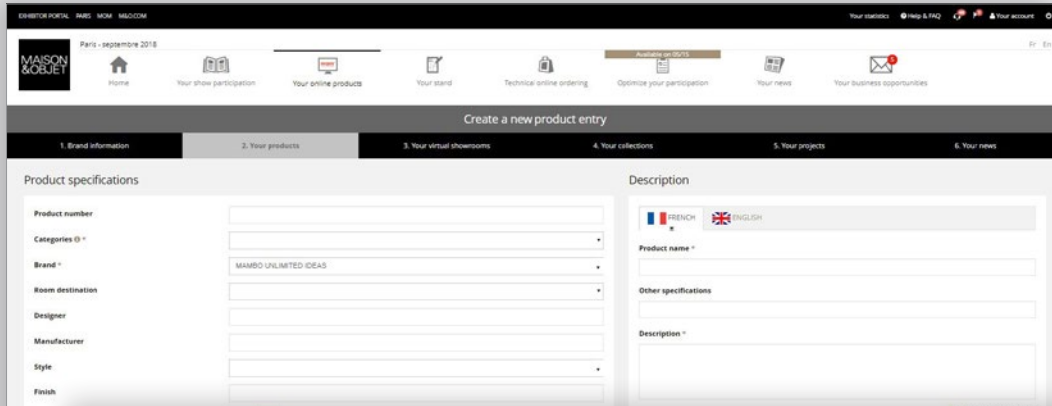 EXHIBITOR PORTAL PARIS MOM M&O.COM Your statistics Help & FAQ Your account
Paris - septembre 2018 Fr En
MAISON
&OBJET
Available on 05/15
5
Home Your show participation Your online products Your stand Technical online ordering Optimize your participation Your news Your business opportunities
Create a new product entry
1. Brand information 2. Your products 3. Your virtual showrooms 4. Your collections 5. Your projects 6. Your news
Product specifications
Product number
Categories *
Brand * MAMBO UNLIMITED IDEAS
Room destination
Designer
Manufacturer
Style
Finish
Description
FRENCH ENGLISH
Product name *
Other specifications
Description *